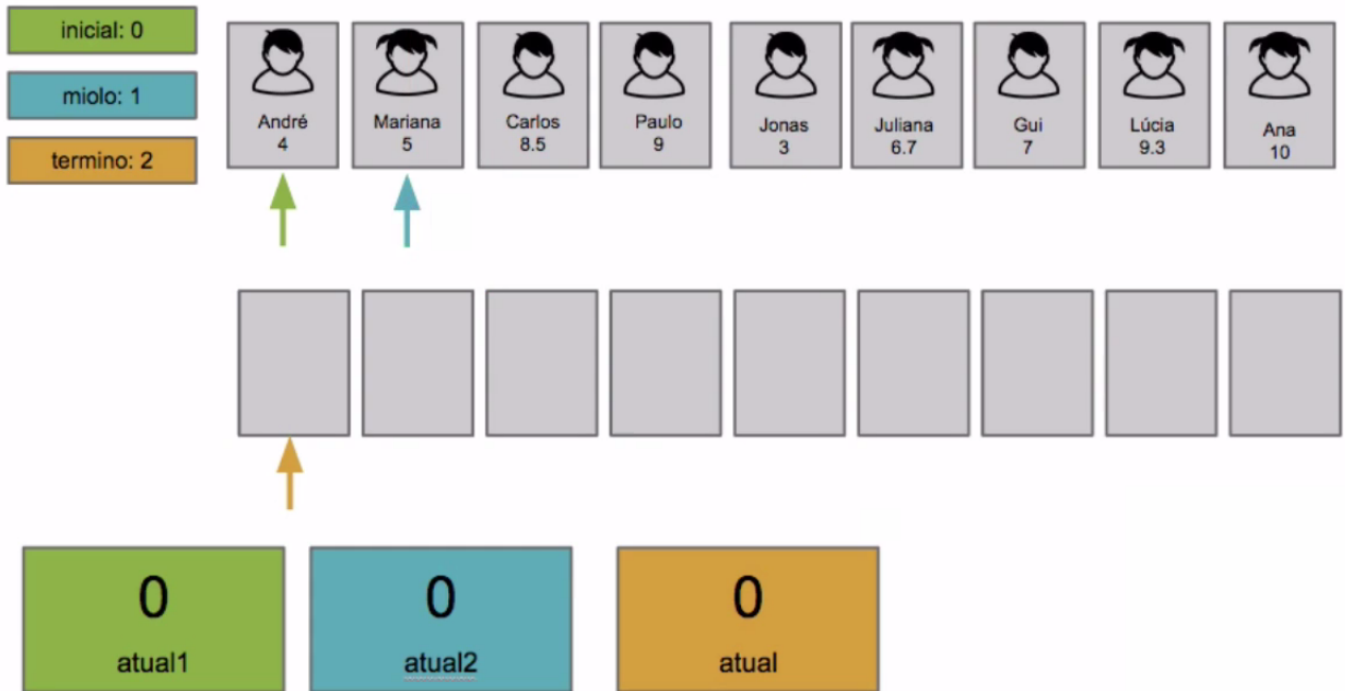 inicial: 0
miolo: 1
termino: 2
André
4
Mariana
5
Carlos
8.5
Paulo
9
Jonas
3
Juliana
6.7
Gui
7
Lúcia
9.3
Ana
10
0
atual1
0
atual2
0
atual